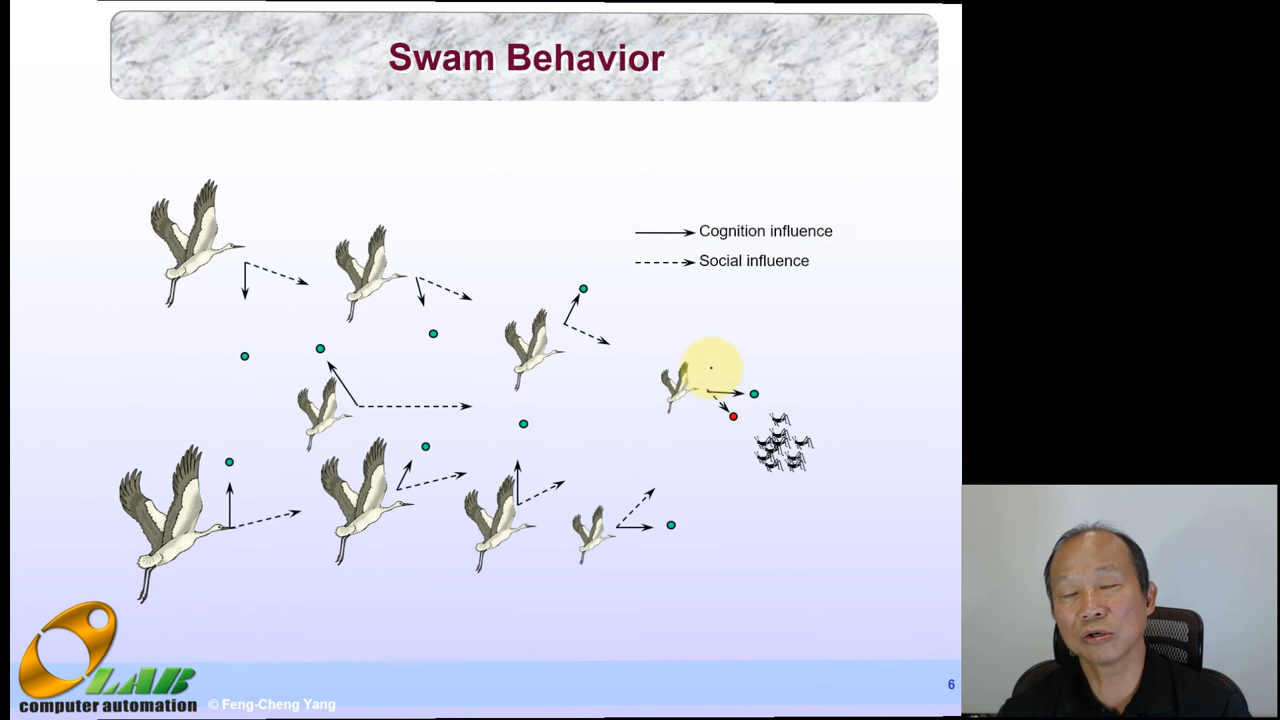 Swam Behavior
Cognition influence
Social influence
LAB
computer automation
© Feng-Cheng Yang
6